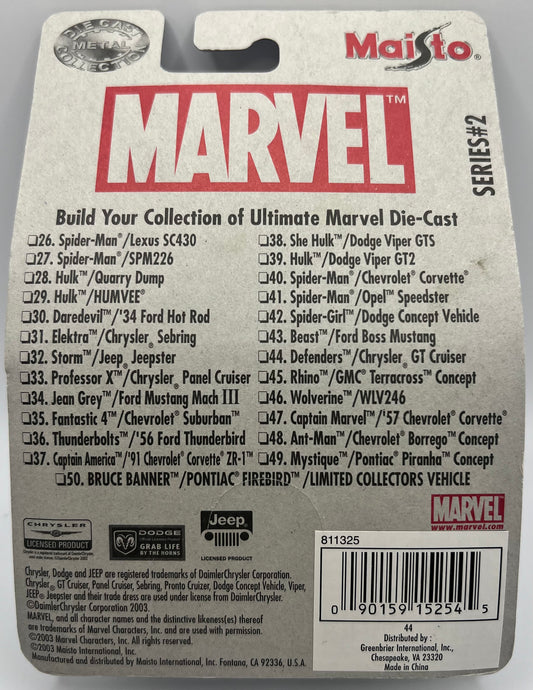 DIE CAST
METAL
COLLECTION
Maisto®
MARVEL™
SERIES#2
Build Your Collection of Ultimate Marvel Die-Cast
❏26. Spider-Man®/Lexus SC430
❏27. Spider-Man®/SPM226
❏28. Hulk™/Quarry Dump
❏29. Hulk™/HUMVEE®
❏30. Daredevil™/'34 Ford Hot Rod
❏31. Elektra™/Chrysler® Sebring
❏32. Storm™/Jeep® Jeepster
❏33. Professor X™/Chrysler® Panel Cruiser
❏34. Jean Grey™/Ford Mustang Mach III
❏35. Fantastic 4™/Chevrolet® Suburban™
❏36. Thunderbolts™/'56 Ford Thunderbird
❏37. Captain America™/'91 Chevrolet® Corvette® ZR-1™
❏38. She Hulk™/Dodge Viper GTS
❏39. Hulk™/Dodge Viper GT2
❏40. Spider-Man®/Chevrolet® Corvette®
❏41. Spider-Man®/Opel® Speedster
❏42. Spider-Girl™/Dodge Concept Vehicle
❏43. Beast™/Ford Boss Mustang
❏44. Defenders™/Chrysler® GT Cruiser
❏45. Rhino™/GMC® Terracross™ Concept
❏46. Wolverine™/WLV246
❏47. Captain Marvel™/'57 Chevrolet® Corvette®
❏48. Ant-Man™/Chevrolet® Borrego™ Concept
❏49. Mystique™/Pontiac® Piranha™ Concept
❏50. BRUCE BANNER™/PONTIAC® FIREBIRD™/LIMITED COLLECTORS VEHICLE
MARVEL
www.marvel.com
CHRYSLER
LICENSED PRODUCT
DODGE
GRAB LIFE
BY THE HORNS
Jeep®
LICENSED PRODUCT
Chrysler, Dodge and JEEP are registered trademarks of DaimlerChrysler Corporation.
Chrysler® GT Cruiser, Panel Cruiser, Sebring, Pronto Cruizer, Dodge Concept Vehicle, Viper,
JEEP® Jeepster and their trade dress are used under license from DaimlerChrysler.
©DaimlerChrysler Corporation 2003.
MARVEL, and all character names and the distinctive likeness(es) thereof
are trademarks of Marvel Characters, Inc. and are used with permission.
©2003 Marvel Characters, Inc. All rights reserved.
©2003 Maisto International, Inc.
Manufactured and distributed by Maisto International, Inc. Fontana, CA 92336, U.S.A.
811325
0 90159 15254 5
44
Distributed by :
Greenbrier International, Inc.,
Chesapeake, VA 23320
Made in China